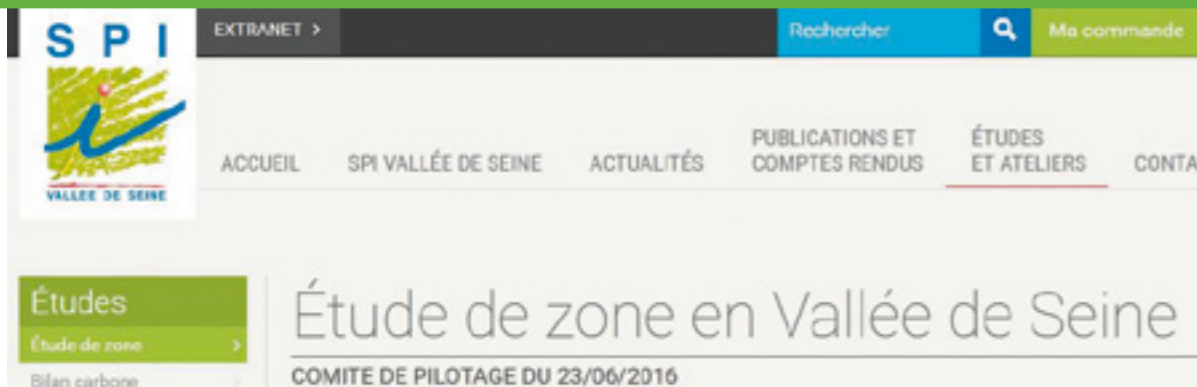 S P I
VALLÉE DE SEINE
EXTRANET >
Rechercher
Ma commande
ACCUEIL
SPI VALLÉE DE SEINE
ACTUALITÉS
PUBLICATIONS ET
COMPTES RENDUS
ÉTUDES
ET ATELIERS
CONTA
Études
Étude de zone >
Bilan carbone
Étude de zone en Vallée de Seine
COMITE DE PILOTAGE DU 23/06/2016